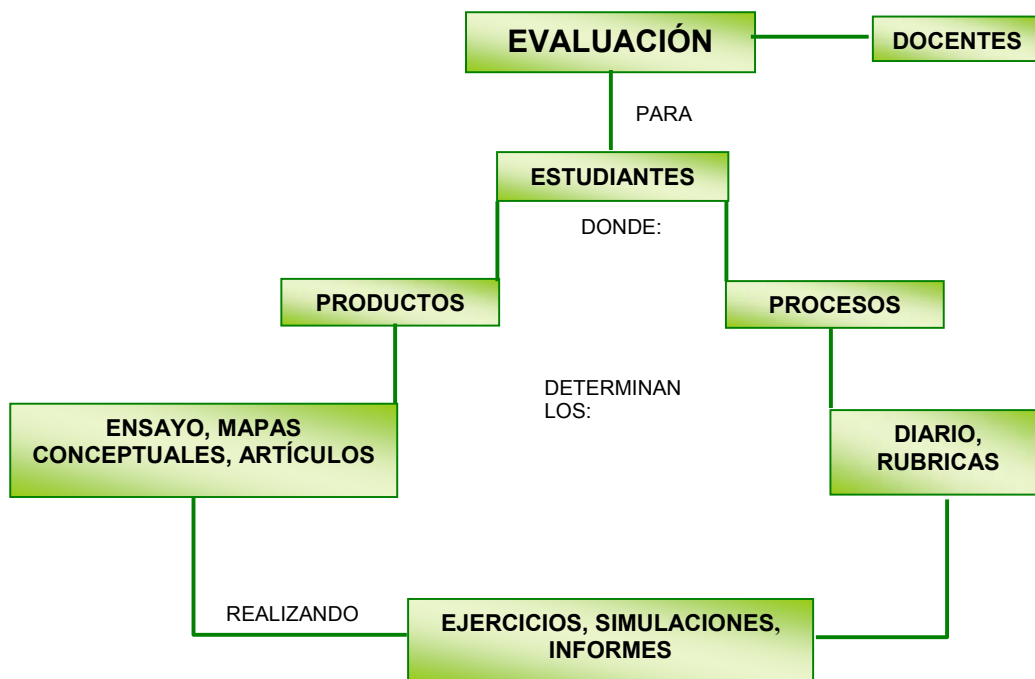 EVALUACIÓN
DOCENTES
PARA
ESTUDIANTES
DONDE:
PRODUCTOS
PROCESOS
DETERMINAN
LOS:
ENSAYO, MAPAS
CONCEPTUALES, ARTÍCULOS
DIARIO,
RUBRICAS
REALIZANDO
EJERCICIOS, SIMULACIONES,
INFORMES